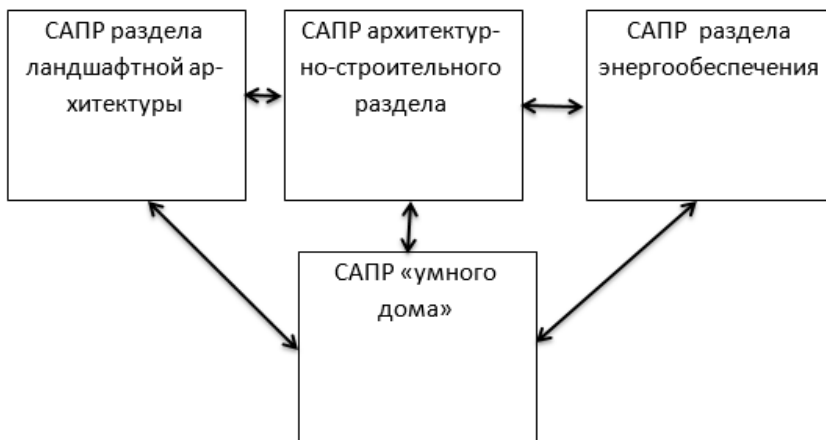 САПР раздела
ландшафтной ар-
хитектуры
САПР архитектур-
но-строительного
раздела
САПР раздела
энергообеспечения
САПР «умного
дома»